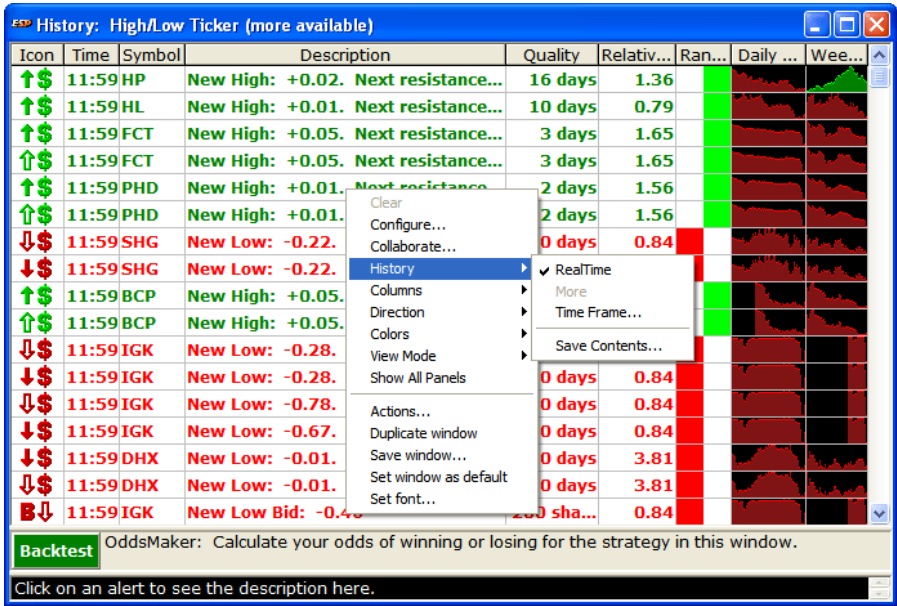 ESP History: High/Low Ticker (more available)
Icon Time Symbol Description Quality Relativ... Ran... Daily ... Wee...
$ 11:59 HP New High: +0.02. Next resistance... 16 days 1.36
$ 11:59 HL New High: +0.01. Next resistance... 10 days 0.79
$ 11:59 FCT New High: +0.05. Next resistance... 3 days 1.65
$ 11:59 FCT New High: +0.05. Next resistance... 3 days 1.65
$ 11:59 PHD New High: +0.01. Next resistance... 2 days 1.56
$ 11:59 PHD New High: +0.01. 2 days 1.56
$ 11:59 SHG New Low: -0.22. 0 days 0.84
$ 11:59 SHG New Low: -0.22.
$ 11:59 BCP New High: +0.05.
$ 11:59 BCP New High: +0.05.
$ 11:59 IGK New Low: -0.28.
$ 11:59 IGK New Low: -0.28. 0 days 0.84
$ 11:59 IGK New Low: -0.78. 0 days 0.84
$ 11:59 IGK New Low: -0.67. 0 days 0.84
$ 11:59 DHX New Low: -0.01. 0 days 3.81
$ 11:59 DHX New Low: -0.01. 0 days 3.81
B 11:59 IGK New Low Bid: -0.40 200 sha... 0.84
Clear
Configure...
Collaborate...
History
Columns
Direction
Colors
View Mode
Show All Panels
Actions...
Duplicate window
Save window...
Set window as default
Set font...
RealTime
More
Time Frame...
Save Contents...
Backtest OddsMaker: Calculate your odds of winning or losing for the strategy in this window.
Click on an alert to see the description here.